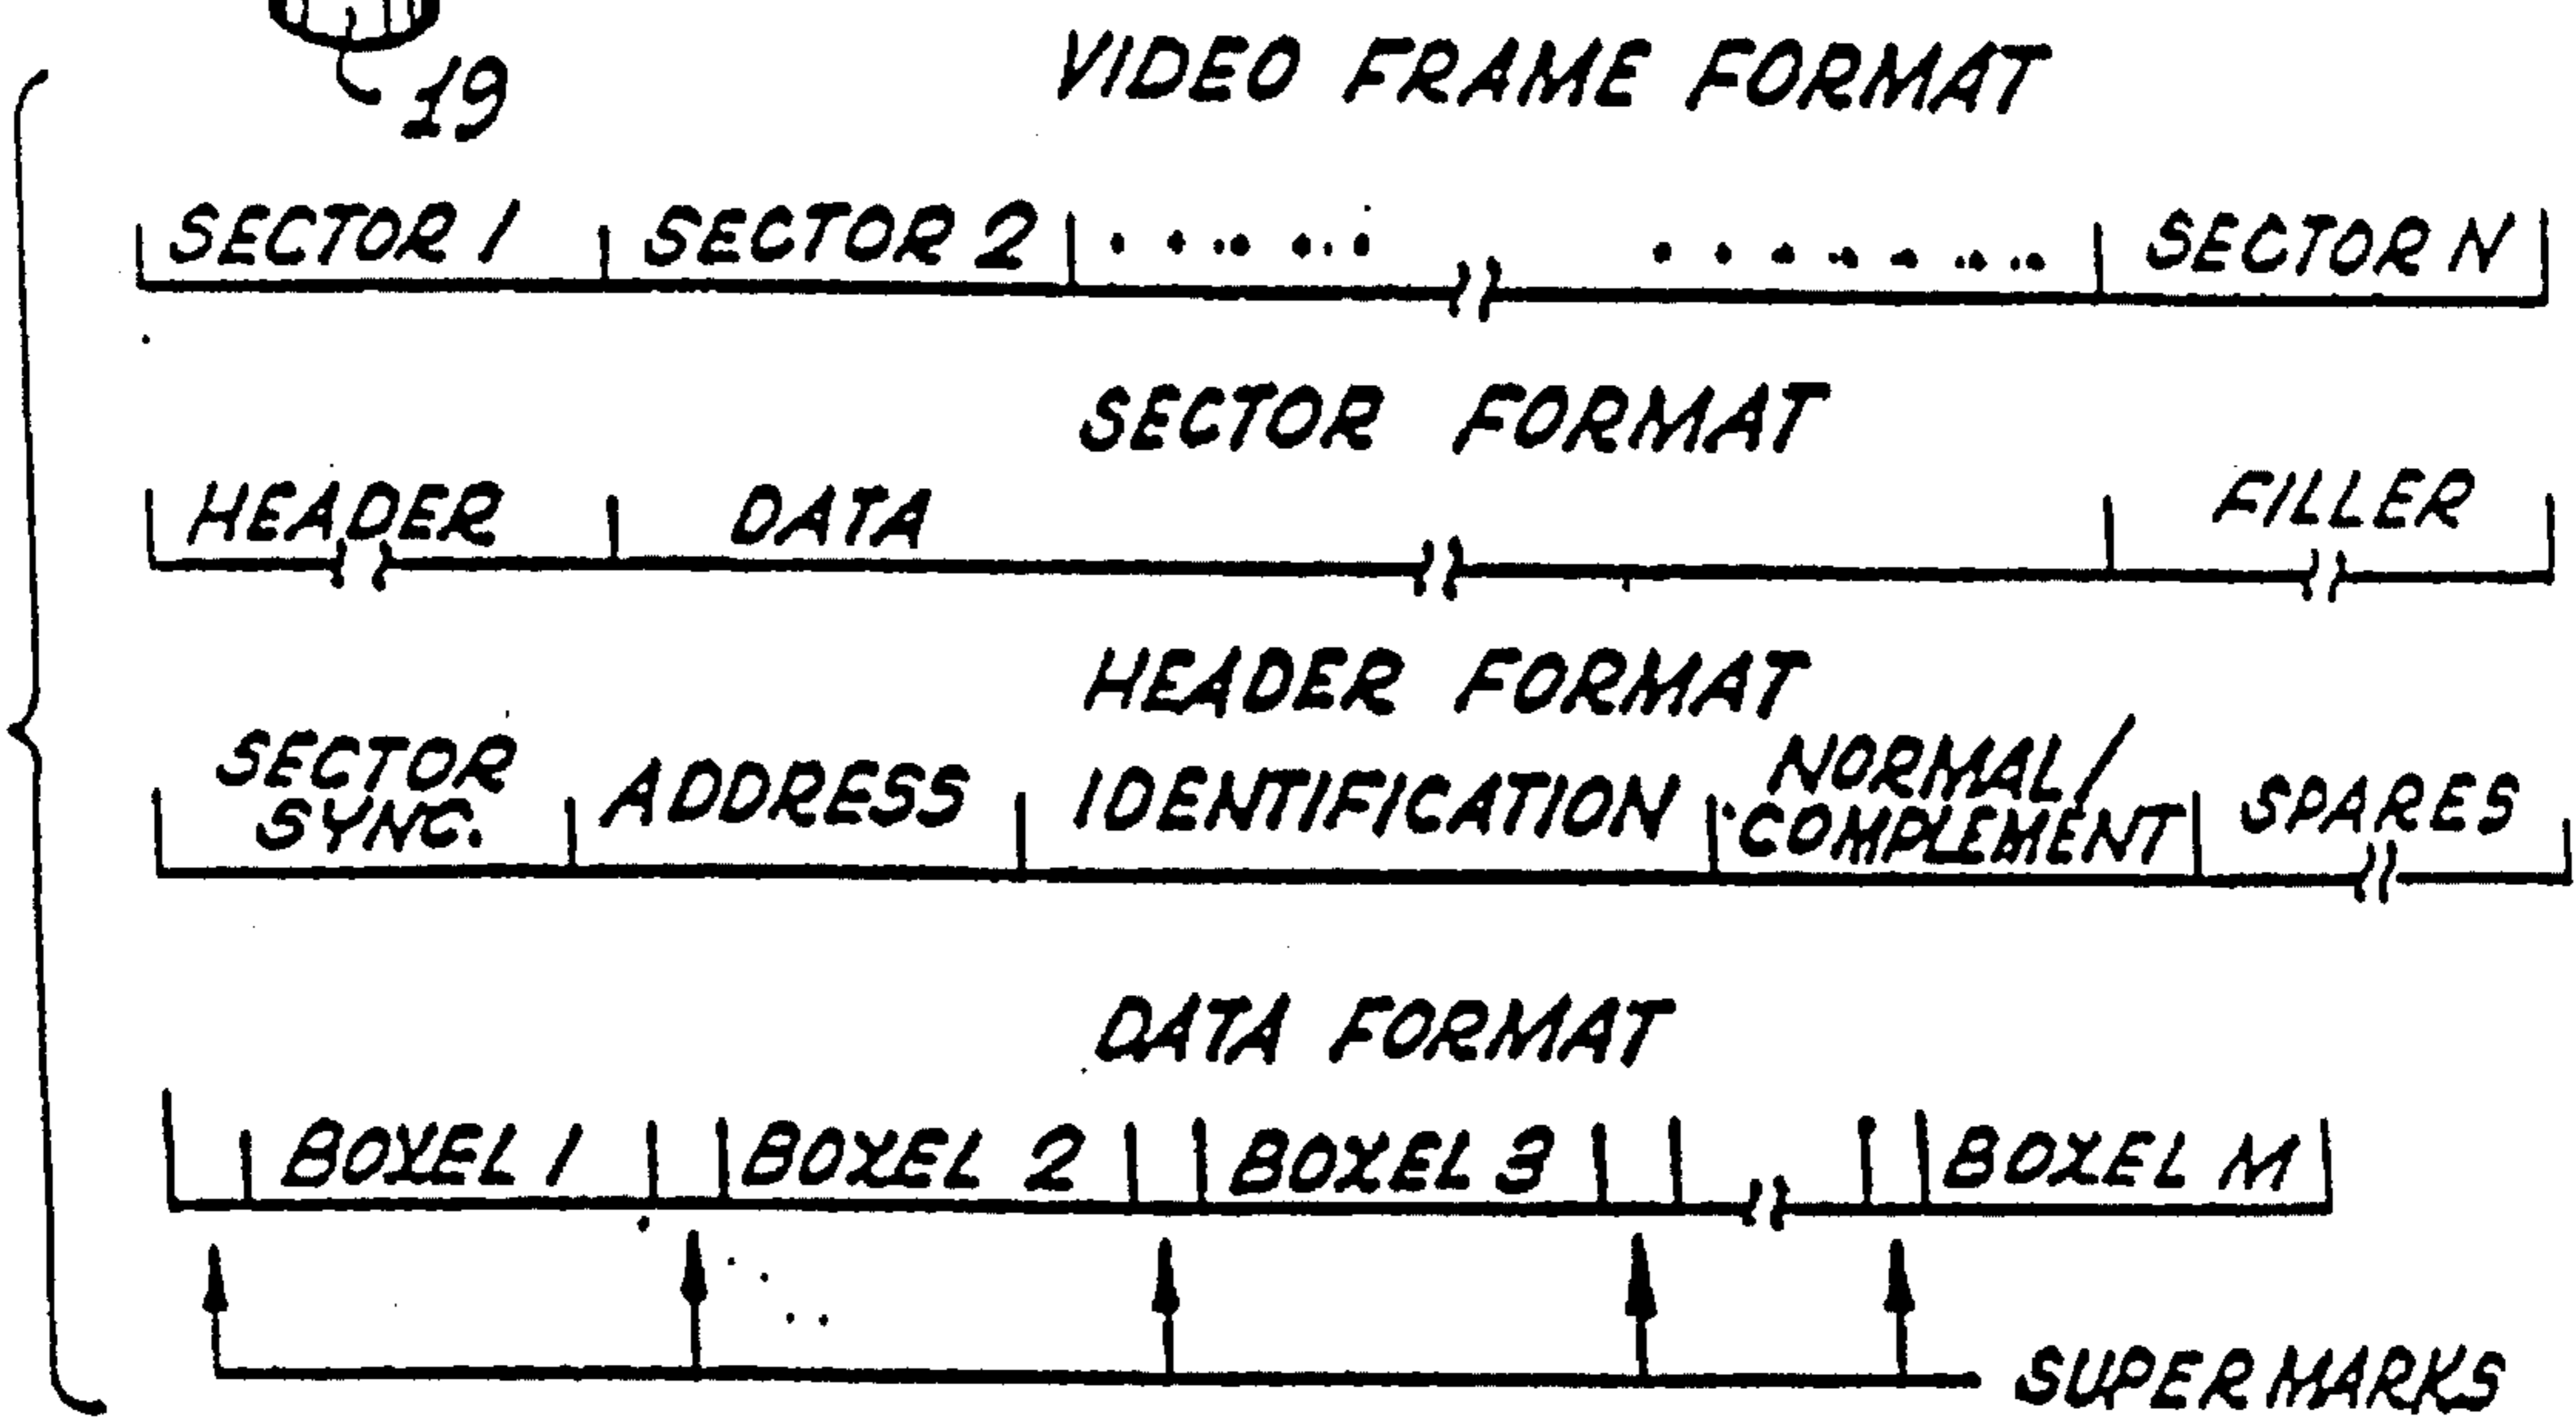 19
VIDEO FRAME FORMAT
SECTOR 1 SECTOR 2 SECTOR N
SECTOR FORMAT
HEADER DATA FILLER
HEADER FORMAT
SECTOR SYNC. ADDRESS IDENTIFICATION NORMAL/COMPLEMENT SPARES
DATA FORMAT
BOXEL 1 BOXEL 2 BOXEL 3 BOXEL M
SUPERMARKS